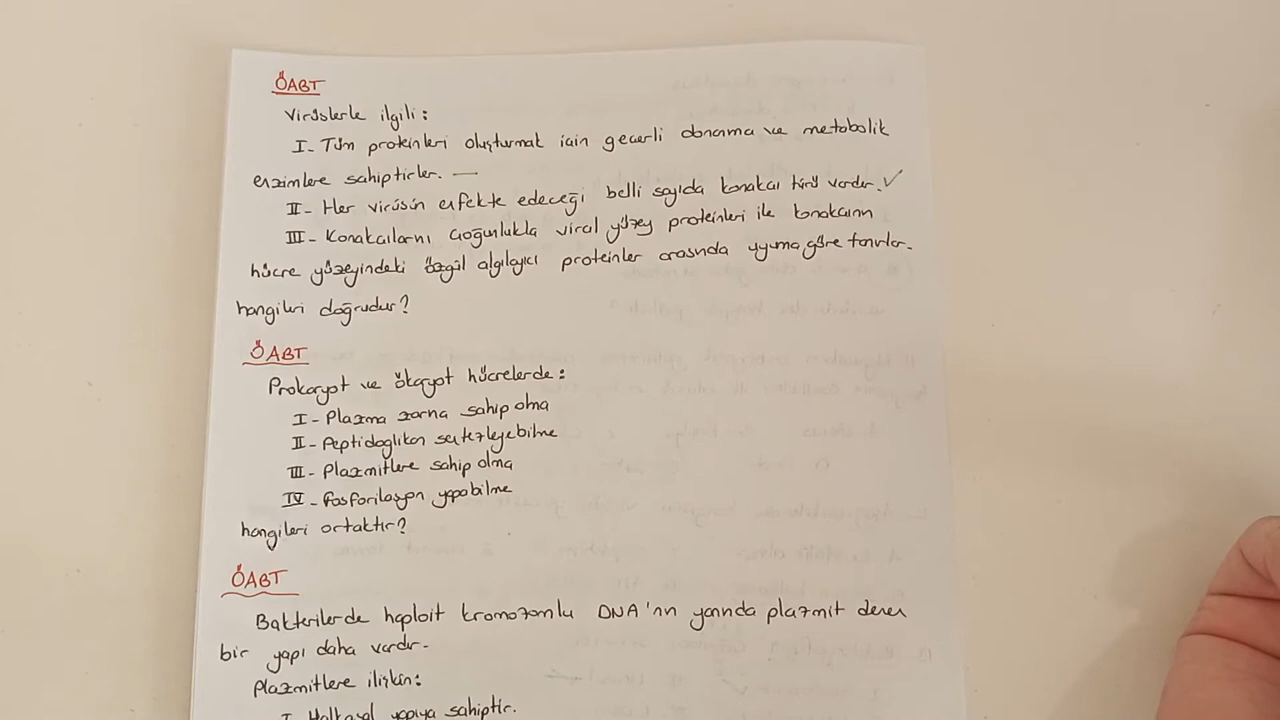 ÖABT
Virüslerle ilgili:
I- Tüm proteinleri oluşturmak için geçerli donanıma ve metabolik
enzimlere sahiptirler. —
II- Her virüsün enfekte edeceği belli sayıda konakçı türü vardır. ✓
III- Konakçılarını çoğunlukla viral yüzey proteinleri ile konakçının
hücre yüzeyindeki özgül algılayıcı proteinler arasında uyuma göre tanırlar.
hangileri doğrudur?
ÖABT
Prokaryot ve ökaryot hücrelerde:
I- Plazma zarına sahip olma
II- Peptidoglikan sentezleyebilme
III- Plazmitlere sahip olma
IV- Fosforilasyon yapabilme
hangileri ortaktır?
ÖABT
Bakterilerde haploit kromozomlu DNA'nın yanında plazmit denen
bir yapı daha vardır.
Plazmitlere ilişkin:
I- Halkasal yapıya sahiptir.